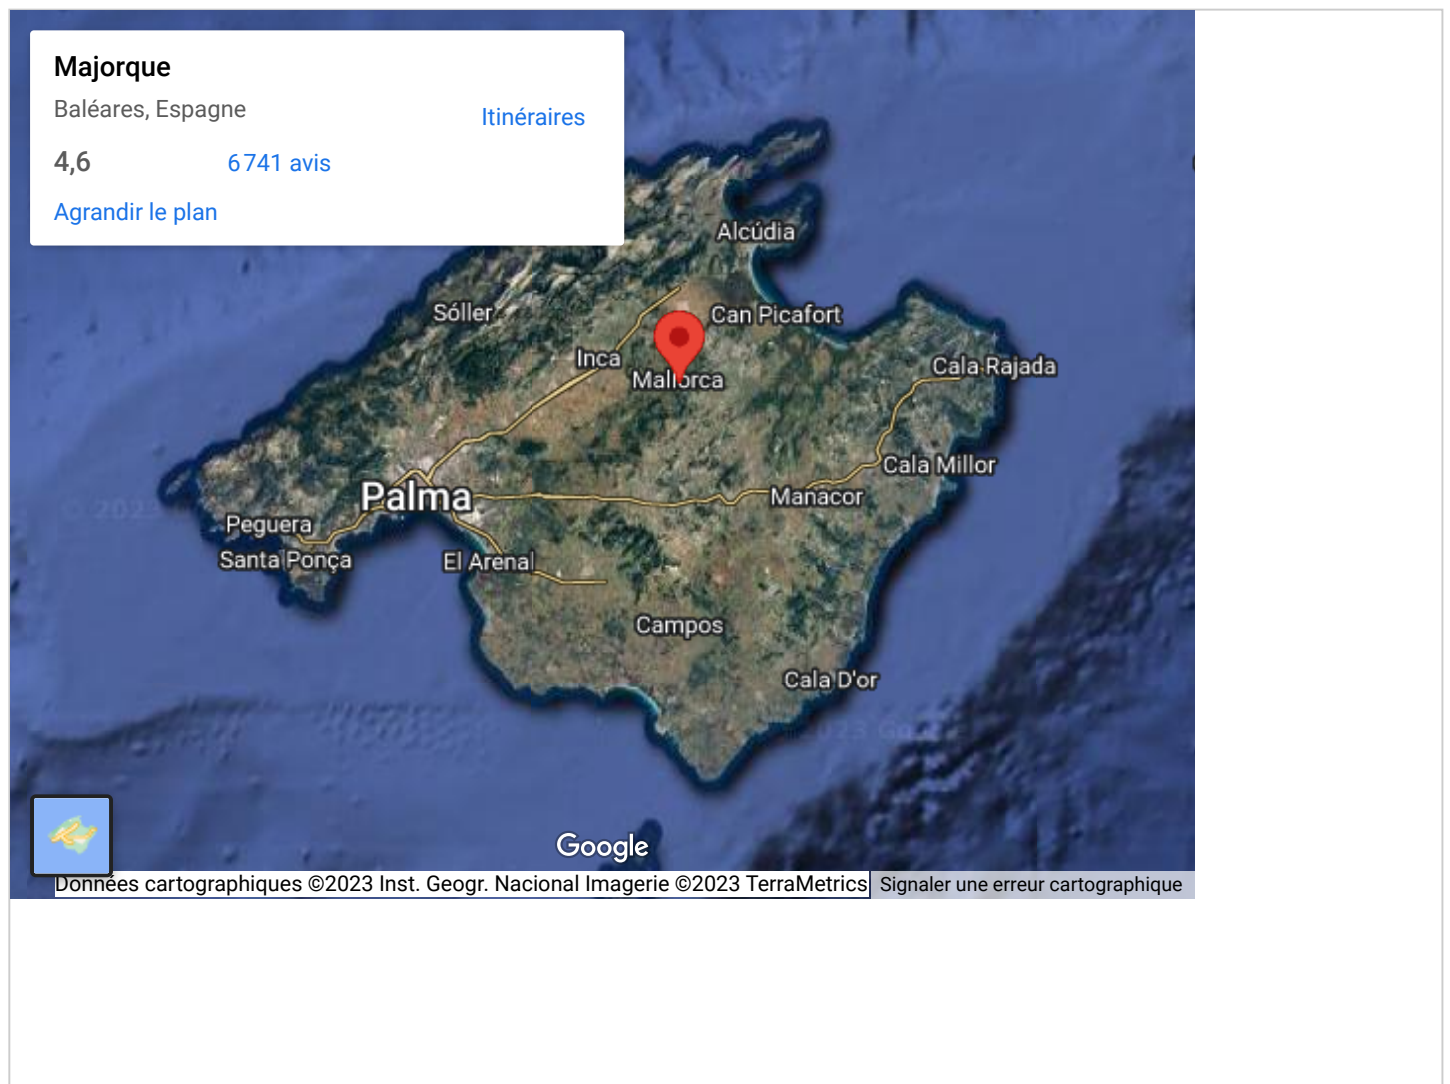 Majorque
Baléares, Espagne
Itinéraires
4,6
6 741 avis
Agrandir le plan
Alcúdia
Sóller
Can Picafort
Inca
Cala Rajada
Mallorca
Cala Millor
Palma
Manacor
Peguera
Santa Ponça
El Arenal
Campos
Cala D'or
Google
Données cartographiques ©2023 Inst. Geogr. Nacional Imagerie ©2023 TerraMetrics
Signaler une erreur cartographique